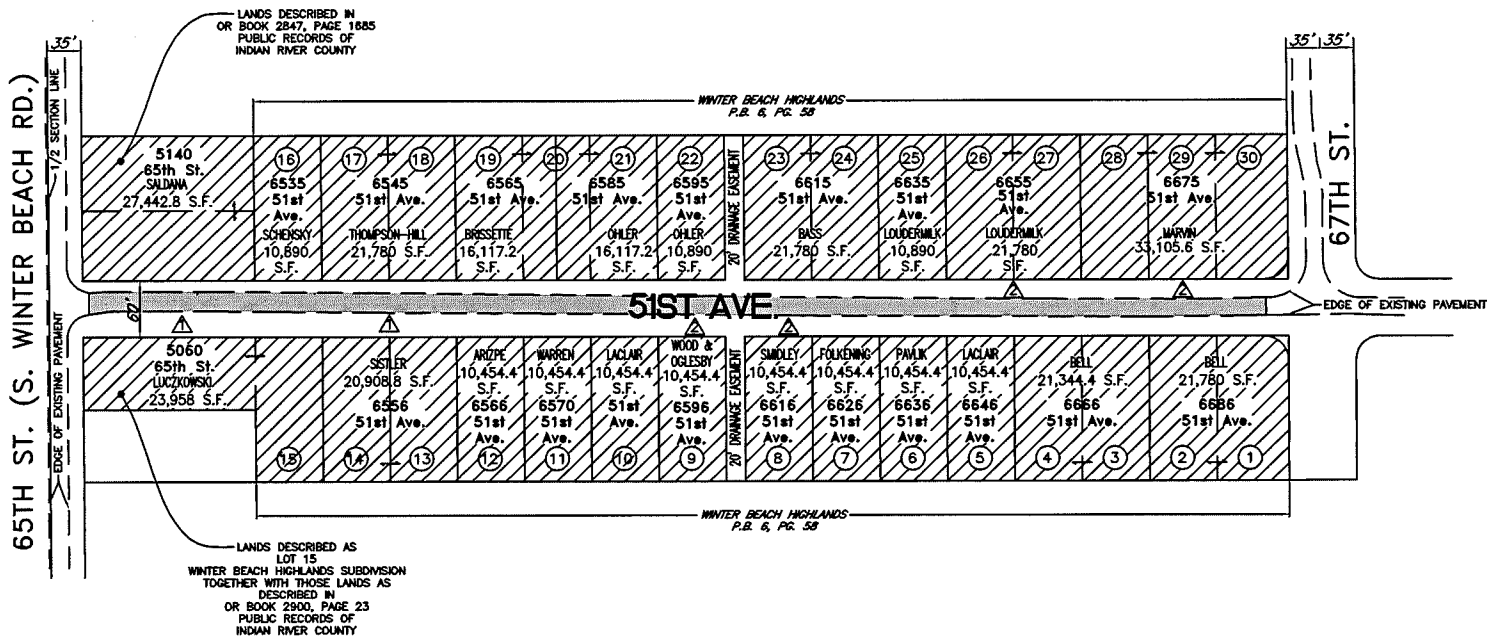 LANDS DESCRIBED IN
OR BOOK 2847, PAGE 1685
PUBLIC RECORDS OF
INDIAN RIVER COUNTY
35'
35'
35'
65TH ST. (S. WINTER BEACH RD.)
1/2 SECTION LINE
EDGE OF EXISTING PAVEMENT
67TH ST.
WINTER BEACH HIGHLANDS
P.B. 6, PG. 58
5140
65th St.
SALDANA
27,442.8 S.F.
16
6535
51st
Ave.
SCHENSKY
10,890
S.F.
17
18
6545
51st Ave.
THOMPSON-HILL
21,780 S.F.
19
20
21
6565
51st Ave.
BRISSETTE
16,117.2
S.F.
6585
51st Ave.
OHLER
16,117.2
S.F.
22
6595
51st
Ave.
OHLER
10,890
S.F.
20' DRAINAGE EASEMENT
23
24
6615
51st Ave.
BASS
21,780 S.F.
25
6635
51st
Ave.
LOUDERMILK
10,890
S.F.
26
27
6655
51st
Ave.
LOUDERMILK
21,780
S.F.
28
29
30
6675
51st Ave.
MARVIN
33,105.6 S.F.
60'
51ST AVE.
2
2
1
1
2
2
EDGE OF EXISTING PAVEMENT
5060
65th St.
LUCZKOWSKI
23,958 S.F.
15
SISTLER
20,908.8 S.F.
6556
51st Ave.
14
13
ARIZPE
10,454.4
S.F.
6566
51st
Ave.
12
WARREN
10,454.4
S.F.
6570
51st
Ave.
11
LACLAIR
10,454.4
S.F.
51st
Ave.
10
WOOD &
OGLESBY
10,454.4
S.F.
6596
51st
Ave.
9
20' DRAINAGE EASEMENT
SMIDLEY
10,454.4
S.F.
6616
51st
Ave.
8
FOLKENING
10,454.4
S.F.
6626
51st
Ave.
7
PAVLIK
10,454.4
S.F.
6636
51st
Ave.
6
LACLAIR
10,454.4
S.F.
6646
51st
Ave.
5
BELL
21,344.4 S.F.
6666
51st Ave.
4
3
BELL
21,780 S.F.
6686
51st Ave.
2
1
WINTER BEACH HIGHLANDS
P.B. 6, PG. 58
LANDS DESCRIBED AS
LOT 15
WINTER BEACH HIGHLANDS SUBDIVISION
TOGETHER WITH THOSE LANDS AS
DESCRIBED IN
OR BOOK 2900, PAGE 23
PUBLIC RECORDS OF
INDIAN RIVER COUNTY